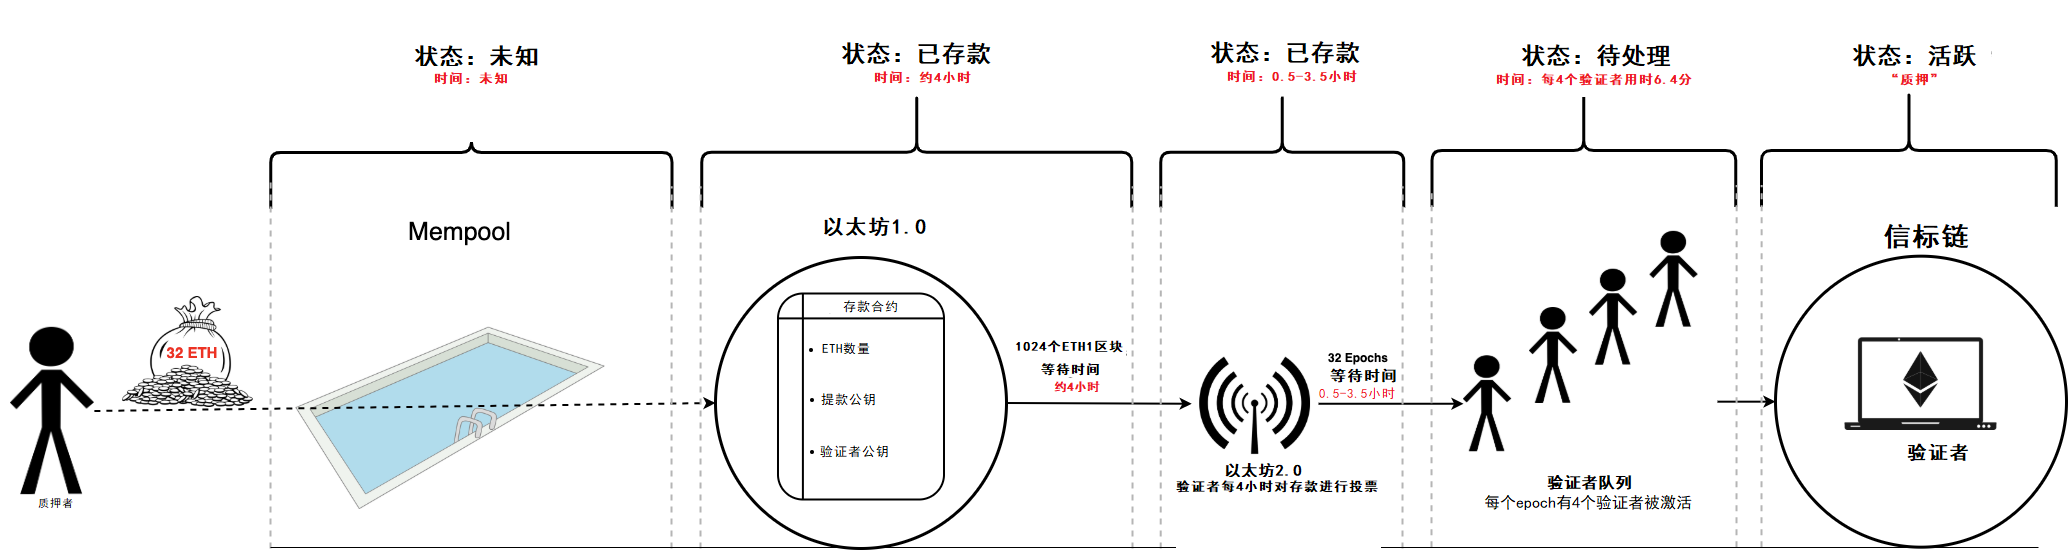 状态：未知
时间：未知
状态：已存款
时间：约4小时
状态：已存款
时间：0.5-3.5小时
状态：待处理
时间：每4个验证者用时6.4分
状态：活跃
“质押”
Mempool
以太坊1.0
信标链
32 ETH
质押者
存款合约
• ETH数量
• 提款公钥
• 验证者公钥
1024个ETH1区块
等待时间
约4小时
以太坊2.0
验证者每4小时对存款进行投票
32 Epochs
等待时间
0.5-3.5小时
验证者队列
每个epoch有4个验证者被激活
验证者